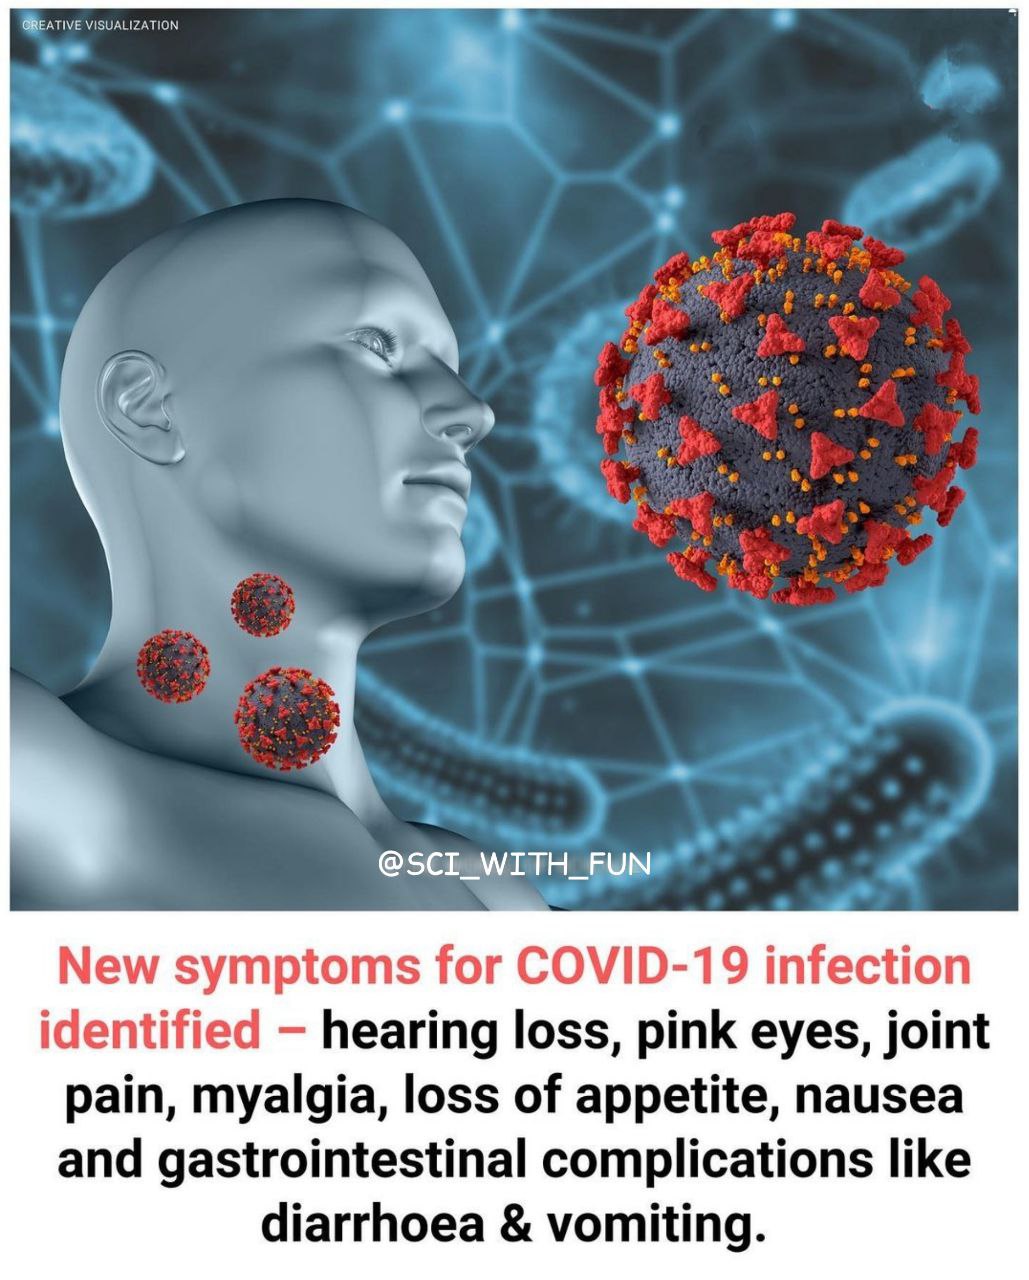 CREATIVE VISUALIZATION
@SCI_WITH_FUN
New symptoms for COVID-19 infection
identified – hearing loss, pink eyes, joint
pain, myalgia, loss of appetite, nausea
and gastrointestinal complications like
diarrhoea & vomiting.